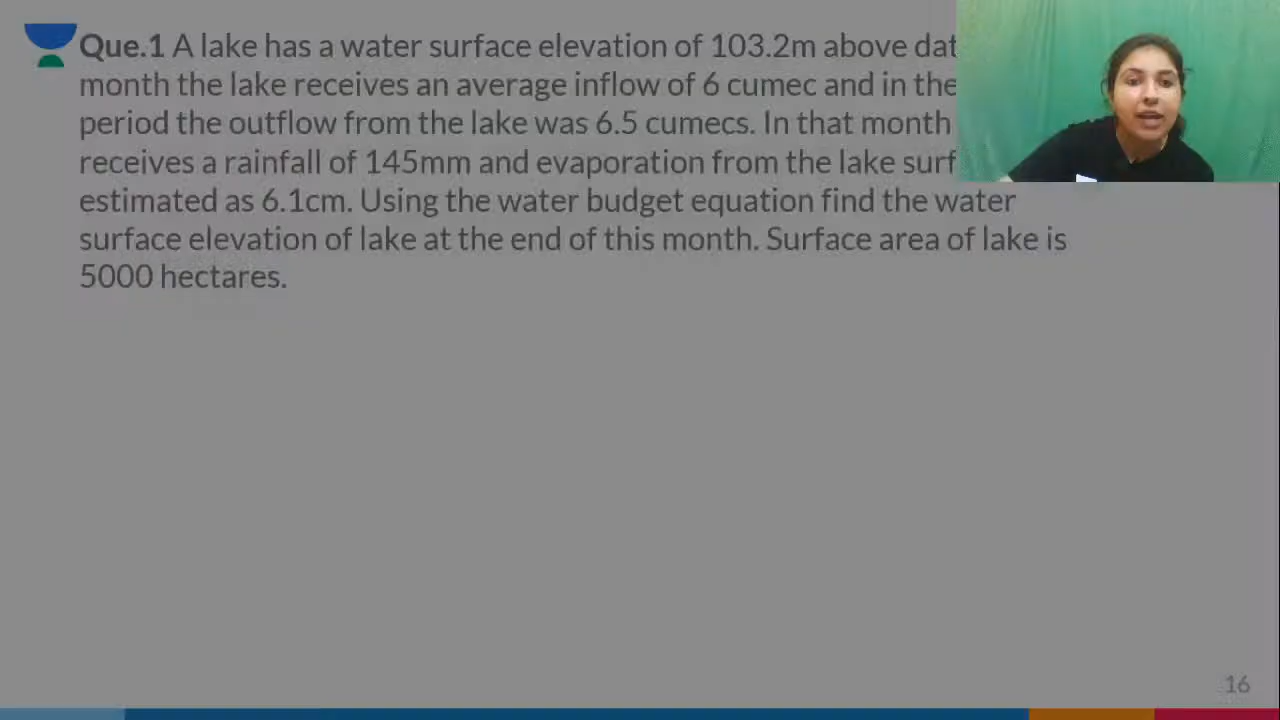 Que.1 A lake has a water surface elevation of 103.2m above
month the lake receives an average inflow of 6 cumec and in the
period the outflow from the lake was 6.5 cumecs. In that month
receives a rainfall of 145mm and evaporation from the lake
estimated as 6.1cm. Using the water budget equation find the water
surface elevation of lake at the end of this month. Surface area of lake is
5000 hectares.
16